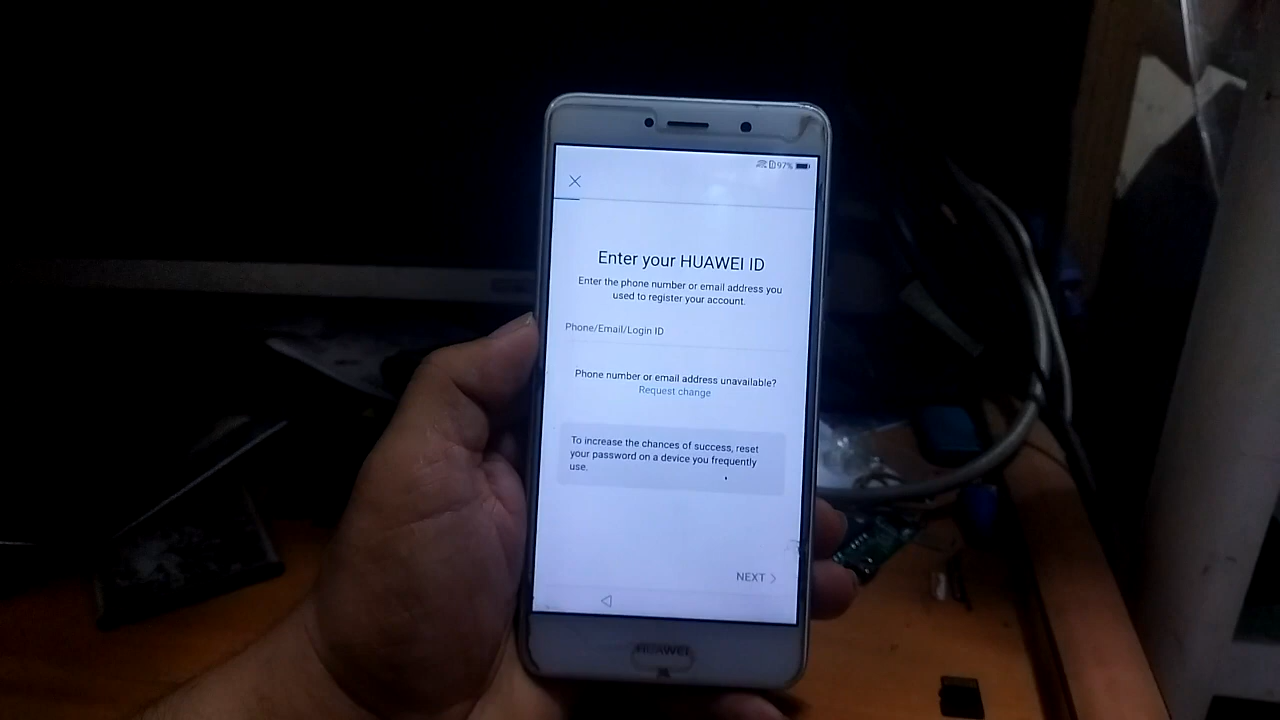 97%
Enter your HUAWEI ID
Enter the phone number or email address you
used to register your account.
Phone/Email/Login ID
Phone number or email address unavailable?
Request change
To increase the chances of success, reset
your password on a device you frequently
use.
NEXT
HUAWEI